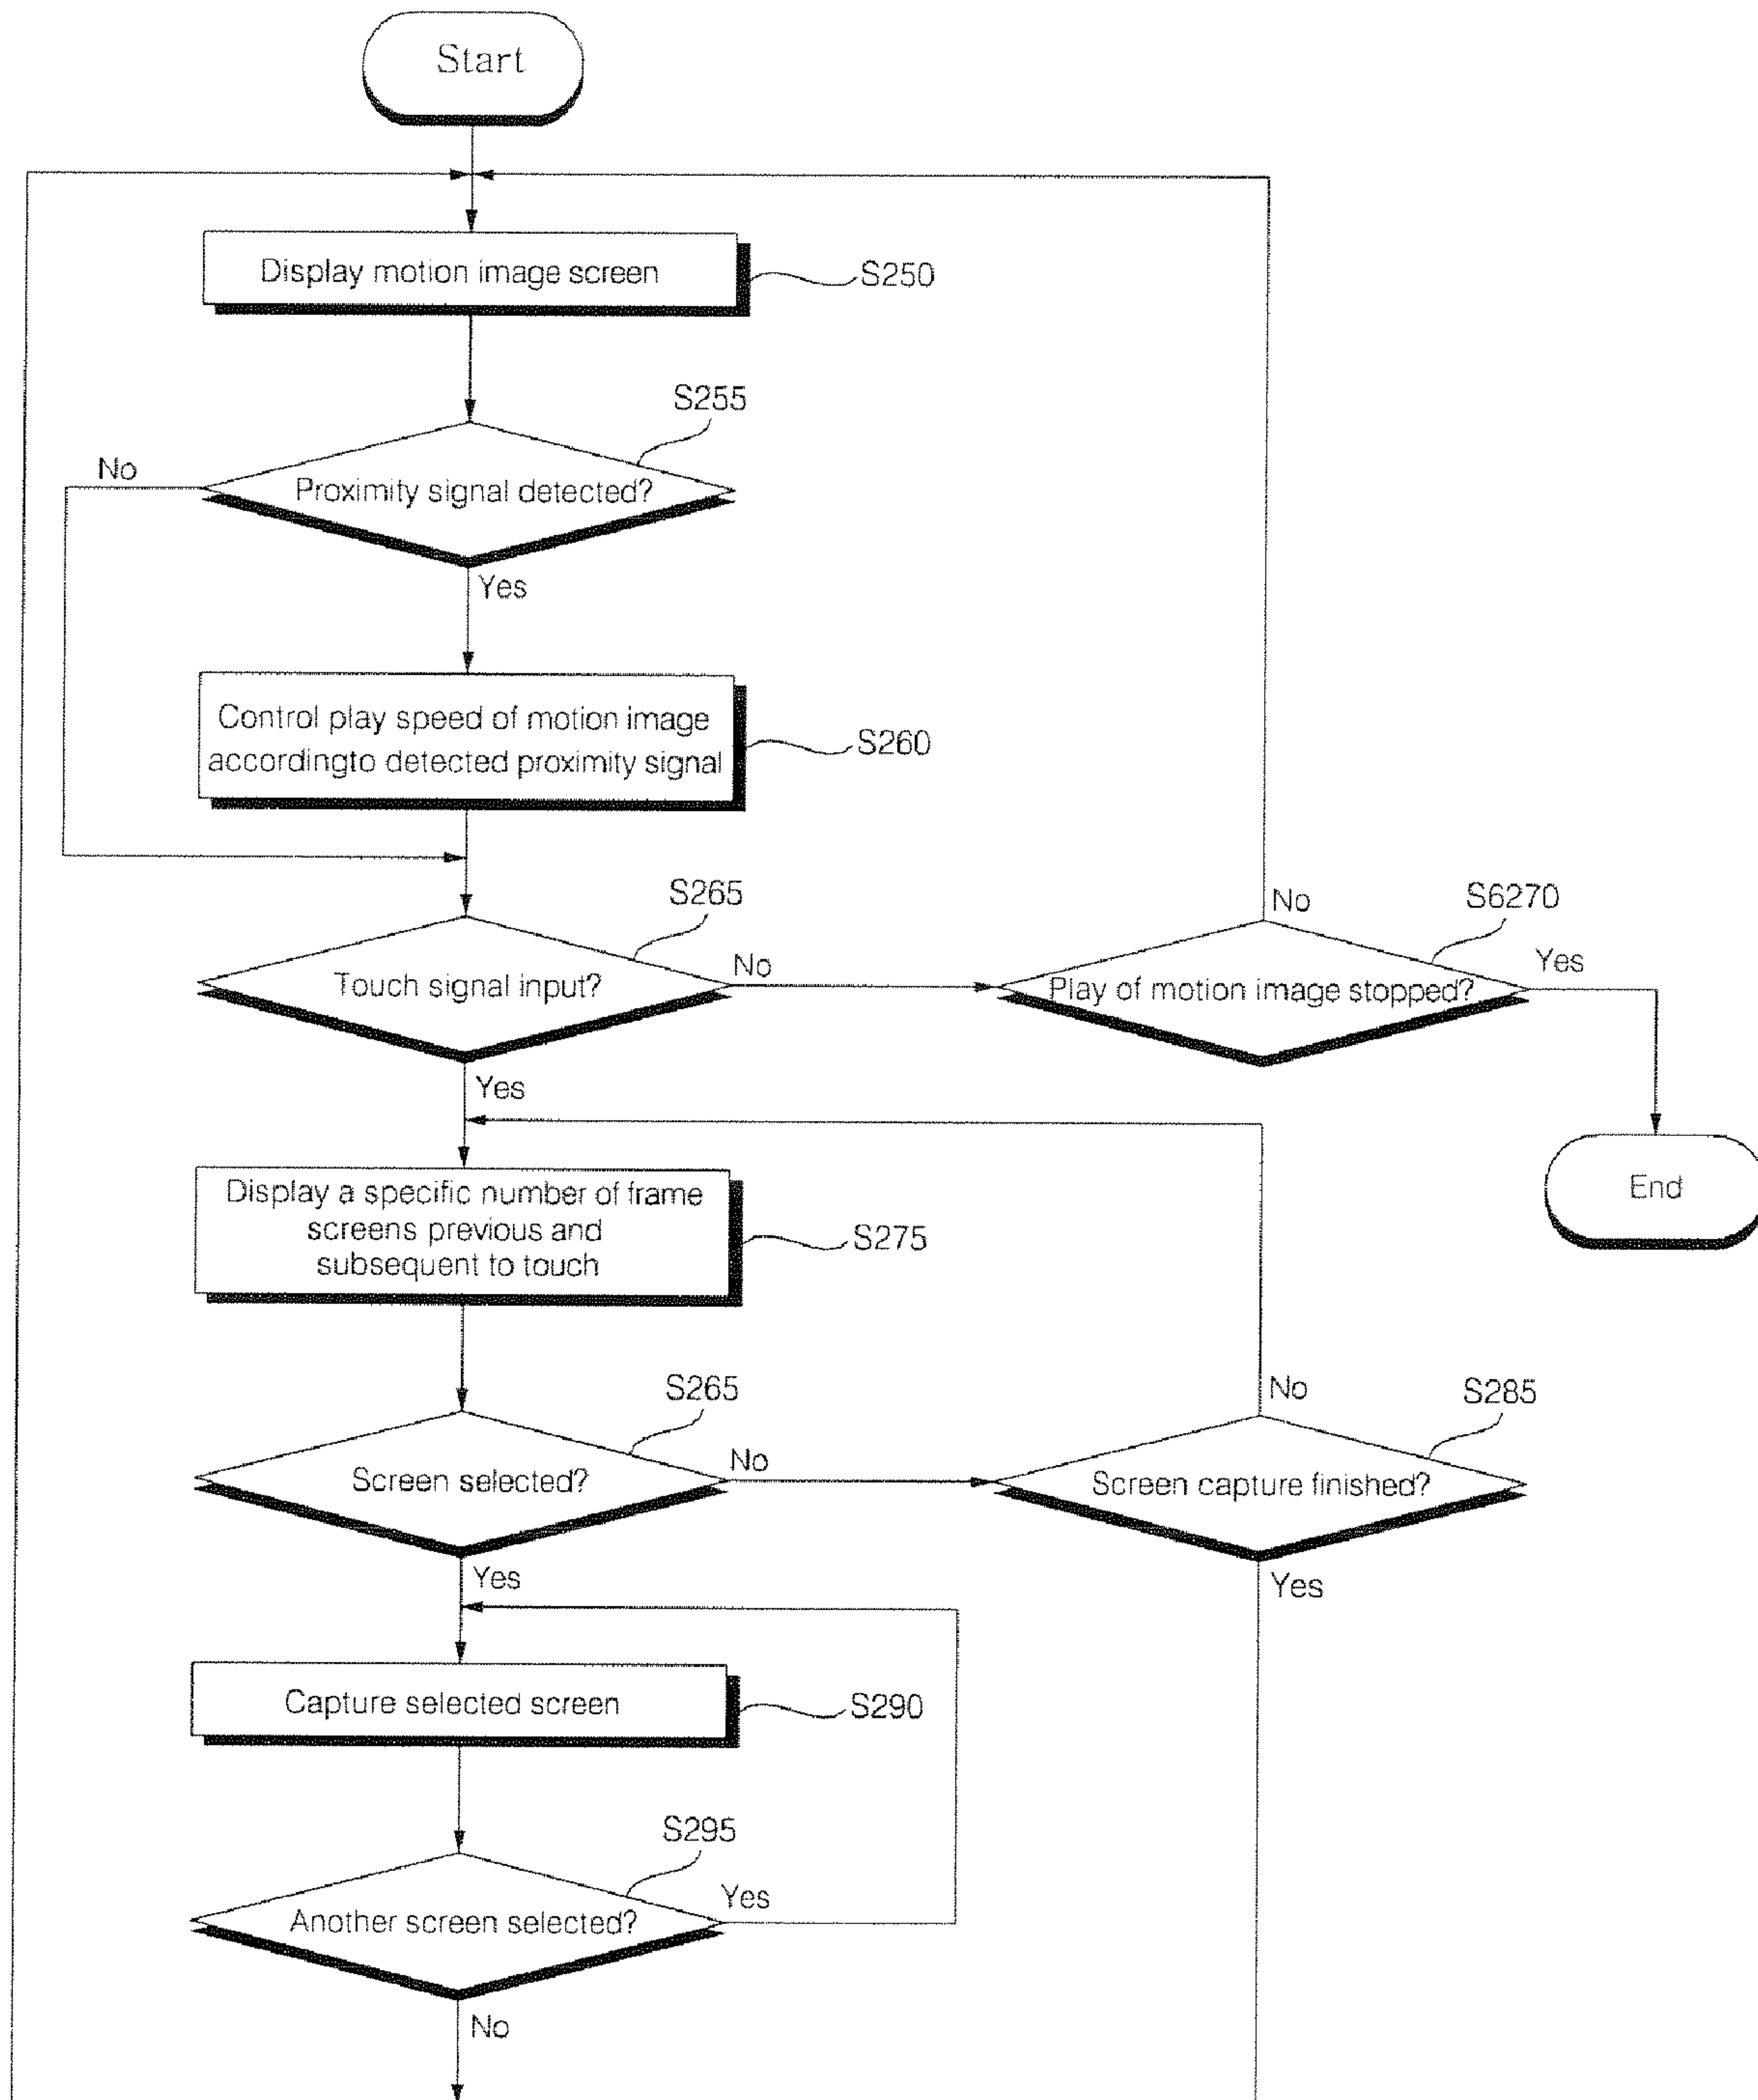 Start
Display motion image screen
S250
S255
No
Proximity signal detected?
Yes
Control play speed of motion image
accordingto detected proximity signal
S260
S265
Touch signal input?
No
No
S6270
Play of motion image stopped?
Yes
Yes
End
Display a specific number of frame
screens previous and
subsequent to touch
S275
S265
Screen selected?
No
No
S285
Screen capture finished?
Yes
Yes
Capture selected screen
S290
S295
Another screen selected?
Yes
No